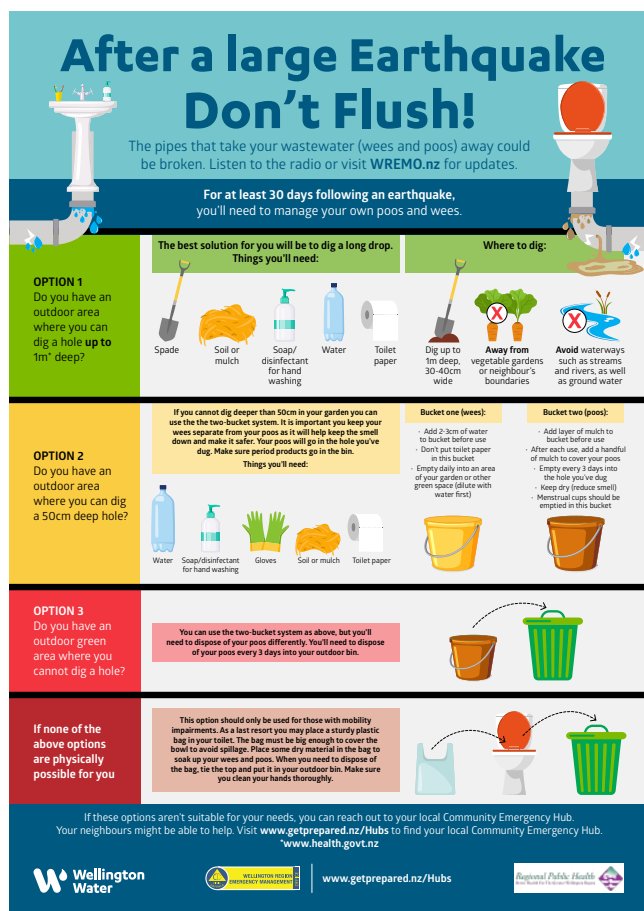 After a large Earthquake
Don't Flush!
The pipes that take your wastewater (wees and poos) away could
be broken. Listen to the radio or visit WREMO.nz for updates.
For at least 30 days following an earthquake,
you'll need to manage your own poos and wees.
OPTION 1
Do you have an
outdoor area
where you can
dig a hole up to
1m* deep?
The best solution for you will be to dig a long drop.
Things you'll need:
Spade
Soil or
mulch
Soap/
disinfectant
for hand
washing
Water
Toilet
paper
Where to dig:
Dig up to
1m deep,
30-40cm
wide
X
Away from
vegetable gardens
or neighbour's
boundaries
X
Avoid waterways
such as streams
and rivers, as well
as ground water
OPTION 2
Do you have an
outdoor area
where you can dig
a 50cm deep hole?
If you cannot dig deeper than 50cm in your garden you can
use the the two-bucket system. It is important you keep your
wees separate from your poos as it will help keep the smell
down and make it safer. Your poos will go in the hole you've
dug. Make sure period products go in the bin.
Things you'll need:
Water
Soap/disinfectant
for hand washing
Gloves
Soil or mulch
Toilet paper
Bucket one (wees):
· Add 2-3cm of water
to bucket before use
· Don't put toilet paper
in this bucket
· Empty daily into an area
of your garden or other
green space (dilute with
water first)
Bucket two (poos):
· Add layer of mulch to
bucket before use
· After each use, add a handful
of mulch to cover your poos
· Empty every 3 days into
the hole you've dug
· Keep dry (reduce smell)
· Menstrual cups should be
emptied in this bucket
OPTION 3
Do you have an
outdoor green
area where you
cannot dig a hole?
You can use the two-bucket system as above, but you'll
need to dispose of your poos differently. You'll need to dispose
of your poos every 3 days into your outdoor bin.
If none of the
above options
are physically
possible for you
This option should only be used for those with mobility
impairments. As a last resort you may place a sturdy plastic
bag in your toilet. The bag must be big enough to cover the
bowl to avoid spillage. Place some dry material in the bag to
soak up your wees and poos. When you need to dispose of
the bag, tie the top and put it in your outdoor bin. Make sure
you clean your hands thoroughly.
If these options aren't suitable for your needs, you can reach out to your local Community Emergency Hub.
Your neighbours might be able to help. Visit www.getprepared.nz/Hubs to find your local Community Emergency Hub.
*www.health.govt.nz
Wellington
Water
WELLINGTON REGION
EMERGENCY MANAGEMENT
www.getprepared.nz/Hubs
Regional Public Health